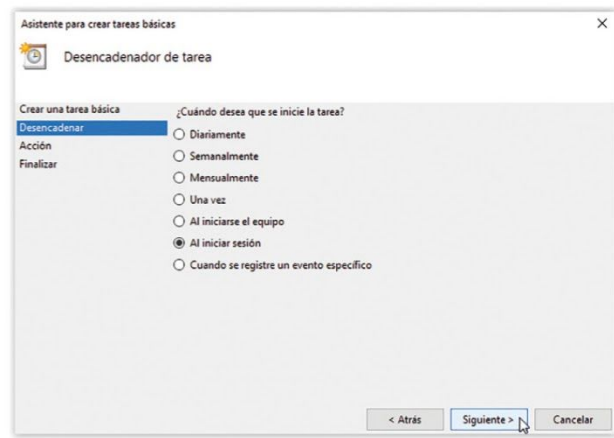 Asistente para crear tareas básicas
Desencadenador de tarea
Crear una tarea básica
Desencadenar
Acción
Finalizar
¿Cuándo desea que se inicie la tarea?
Diariamente
Semanalmente
Mensualmente
Una vez
Al iniciarse el equipo
Al iniciar sesión
Cuando se registre un evento específico
< Atrás
Siguiente >
Cancelar